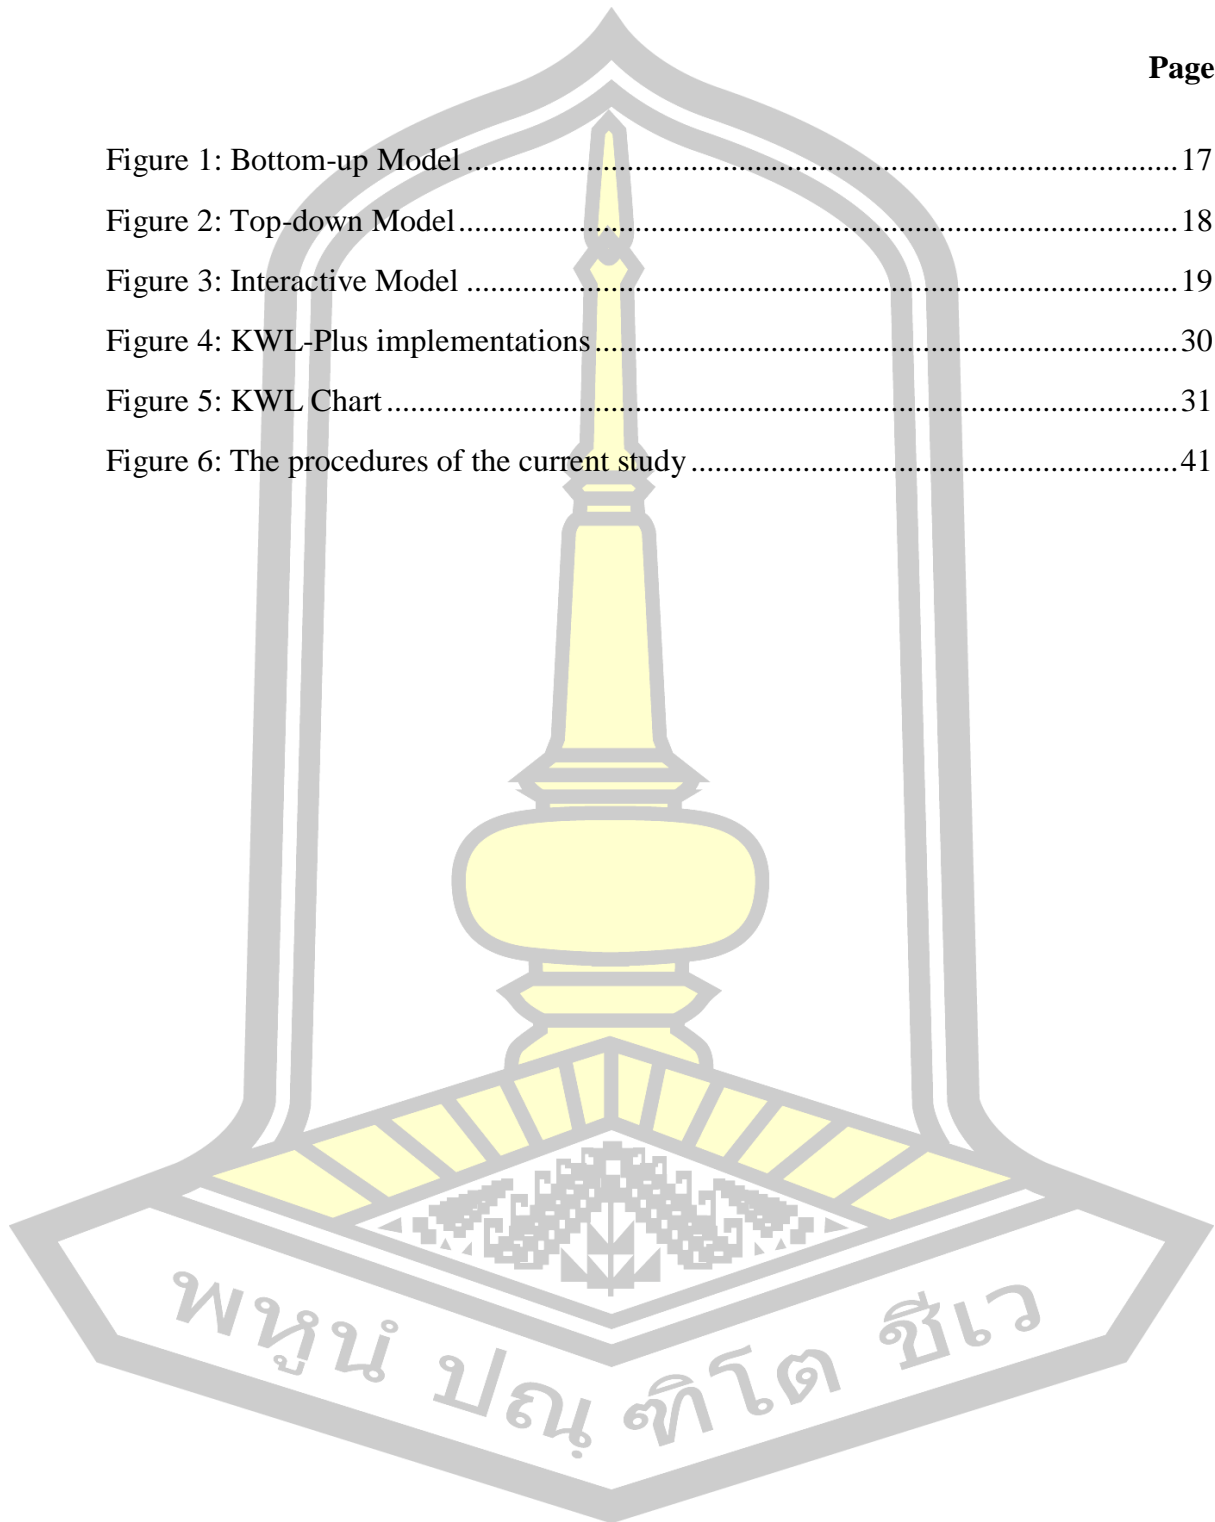 Page
Figure 1: Bottom-up Model ........................................................................................... 17
Figure 2: Top-down Model ............................................................................................ 18
Figure 3: Interactive Model ........................................................................................... 19
Figure 4: KWL-Plus implementations ........................................................................... 30
Figure 5: KWL Chart ..................................................................................................... 31
Figure 6: The procedures of the current study ............................................................... 41
พหูนํ ปณฺฑิโต ชีเว